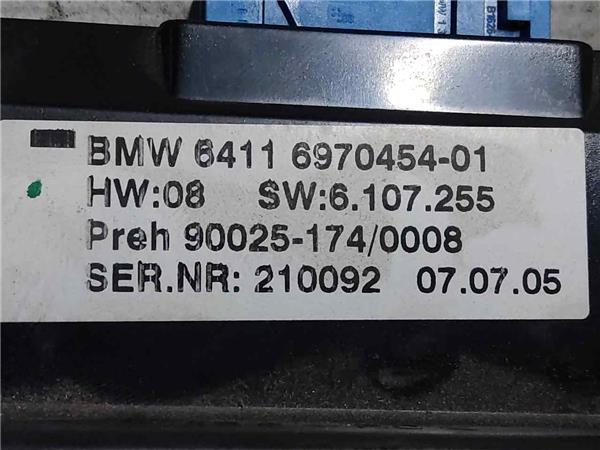 BMW 6411 6970454-01
HW:08 SW:6.107.255
Preh 90025-174/0008
SER.NR: 210092 07.07.05